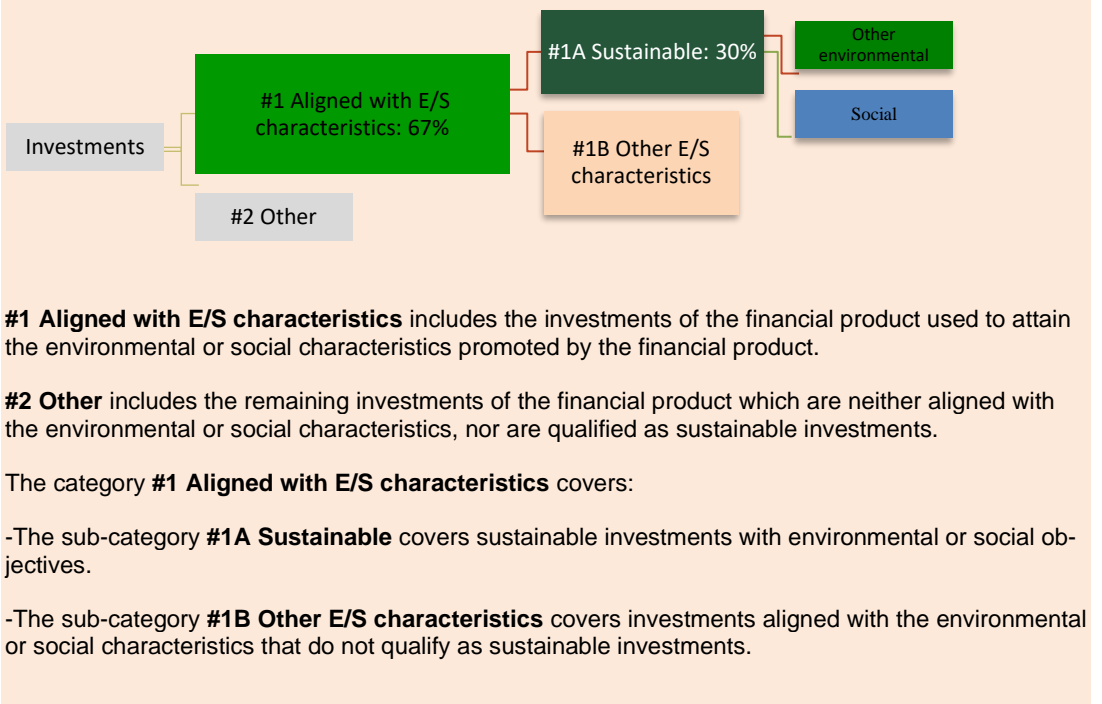 Investments
#1 Aligned with E/S
characteristics: 67%
#2 Other
#1A Sustainable: 30%
#1B Other E/S
characteristics
Other
environmental
Social
#1 Aligned with E/S characteristics includes the investments of the financial product used to attain
the environmental or social characteristics promoted by the financial product.
#2 Other includes the remaining investments of the financial product which are neither aligned with
the environmental or social characteristics, nor are qualified as sustainable investments.
The category #1 Aligned with E/S characteristics covers:
-The sub-category #1A Sustainable covers sustainable investments with environmental or social ob-
jectives.
-The sub-category #1B Other E/S characteristics covers investments aligned with the environmental
or social characteristics that do not qualify as sustainable investments.